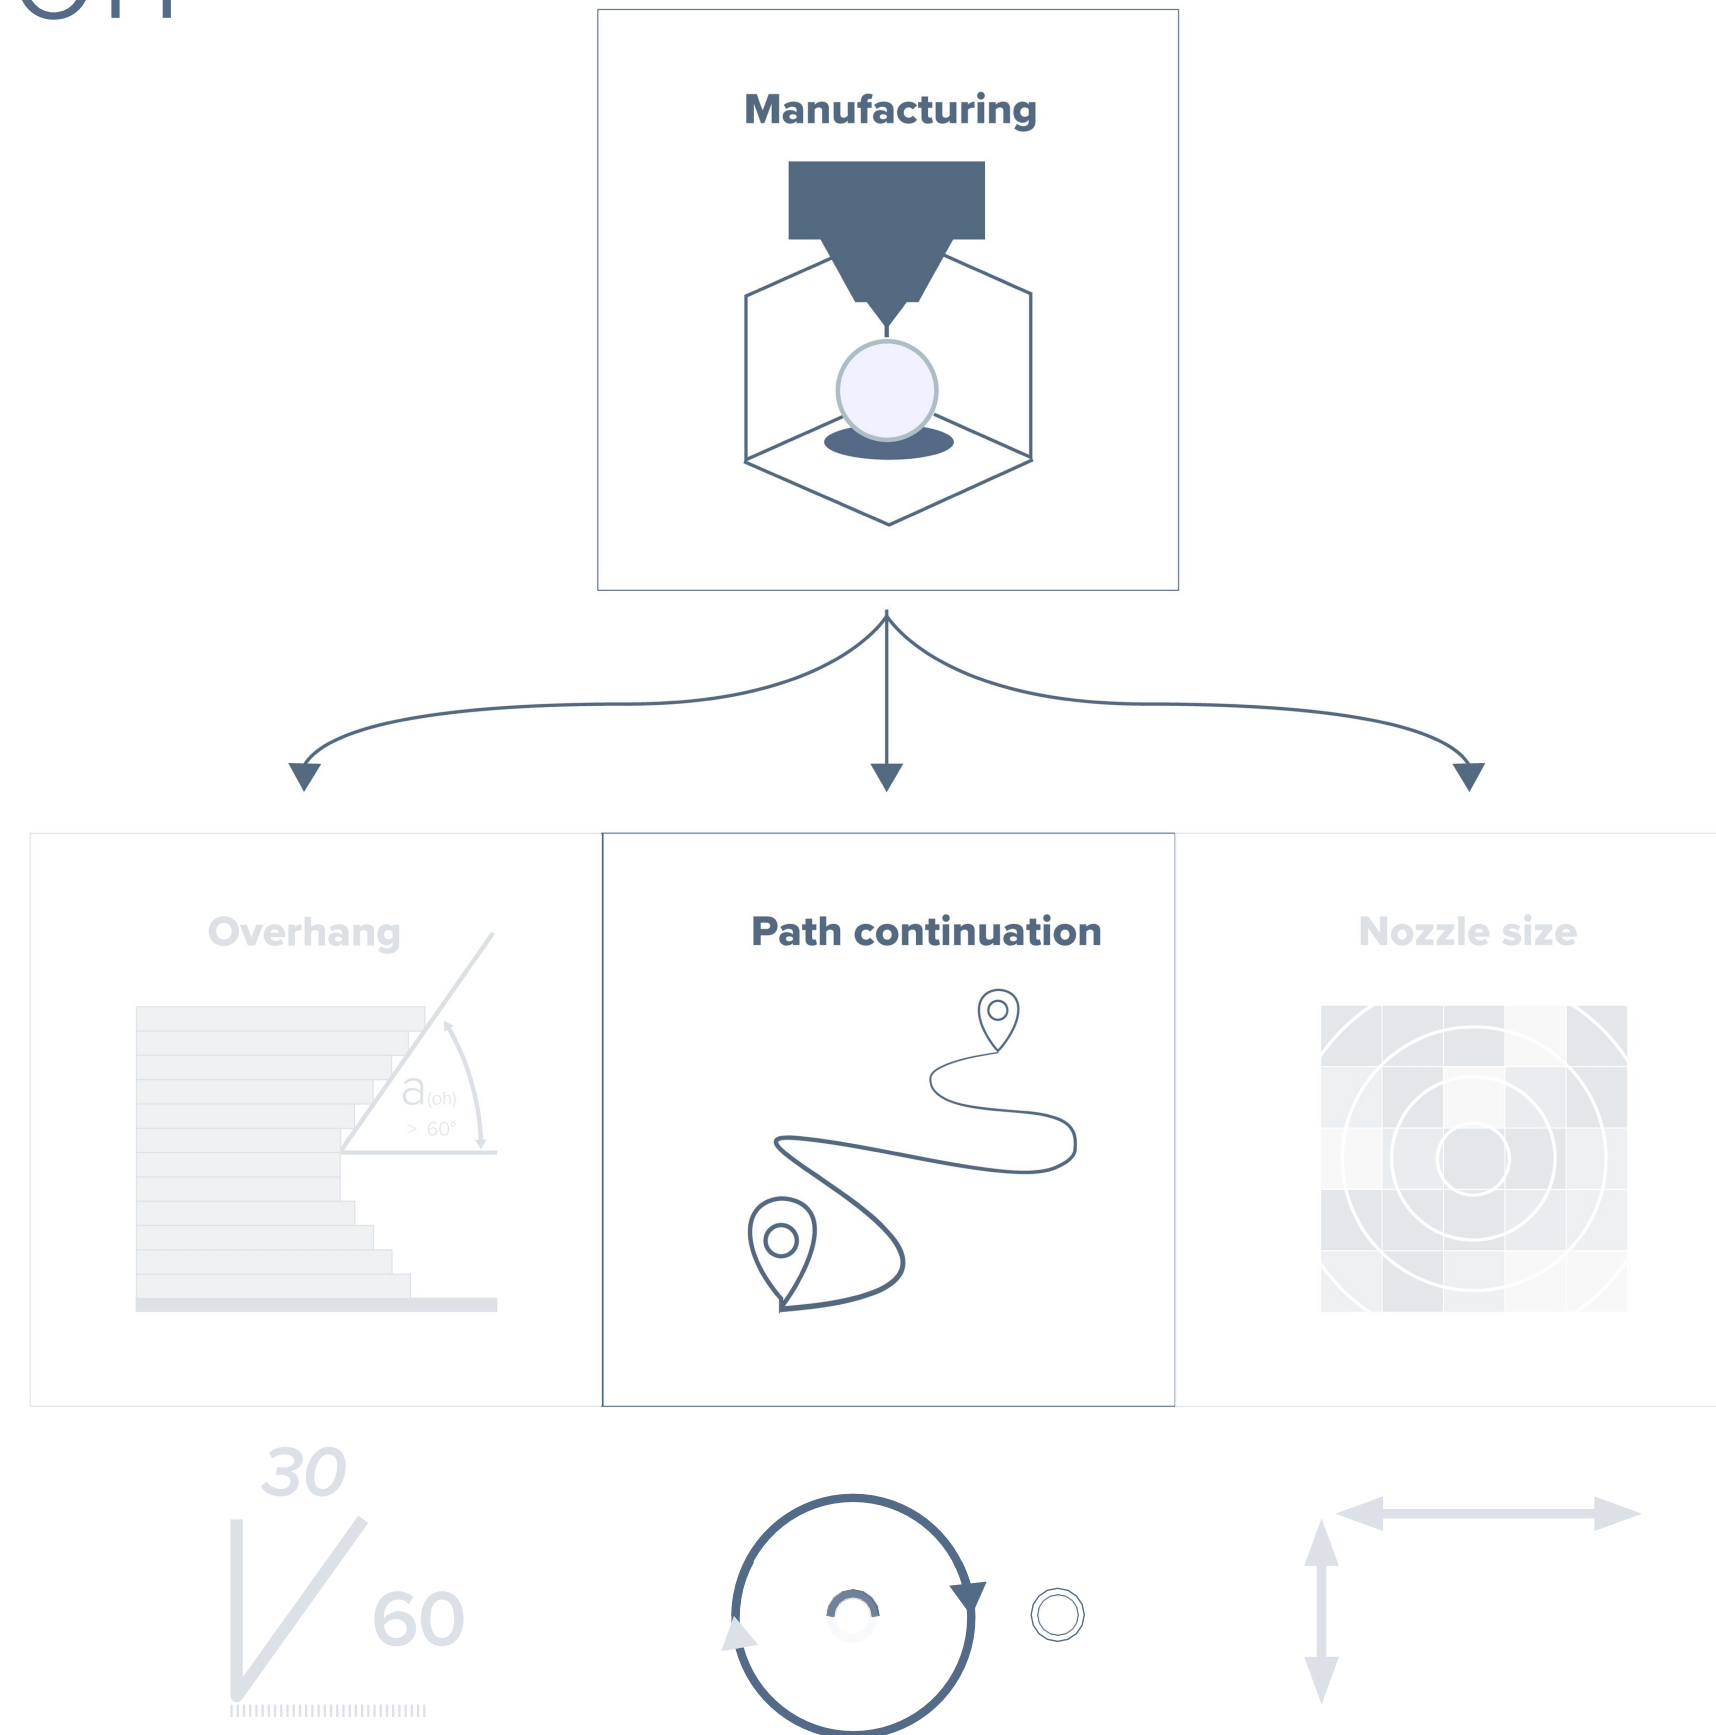 Manufacturing
Overhang
Path continuation
Nozzle size
a(oh)
> 60°
30
60